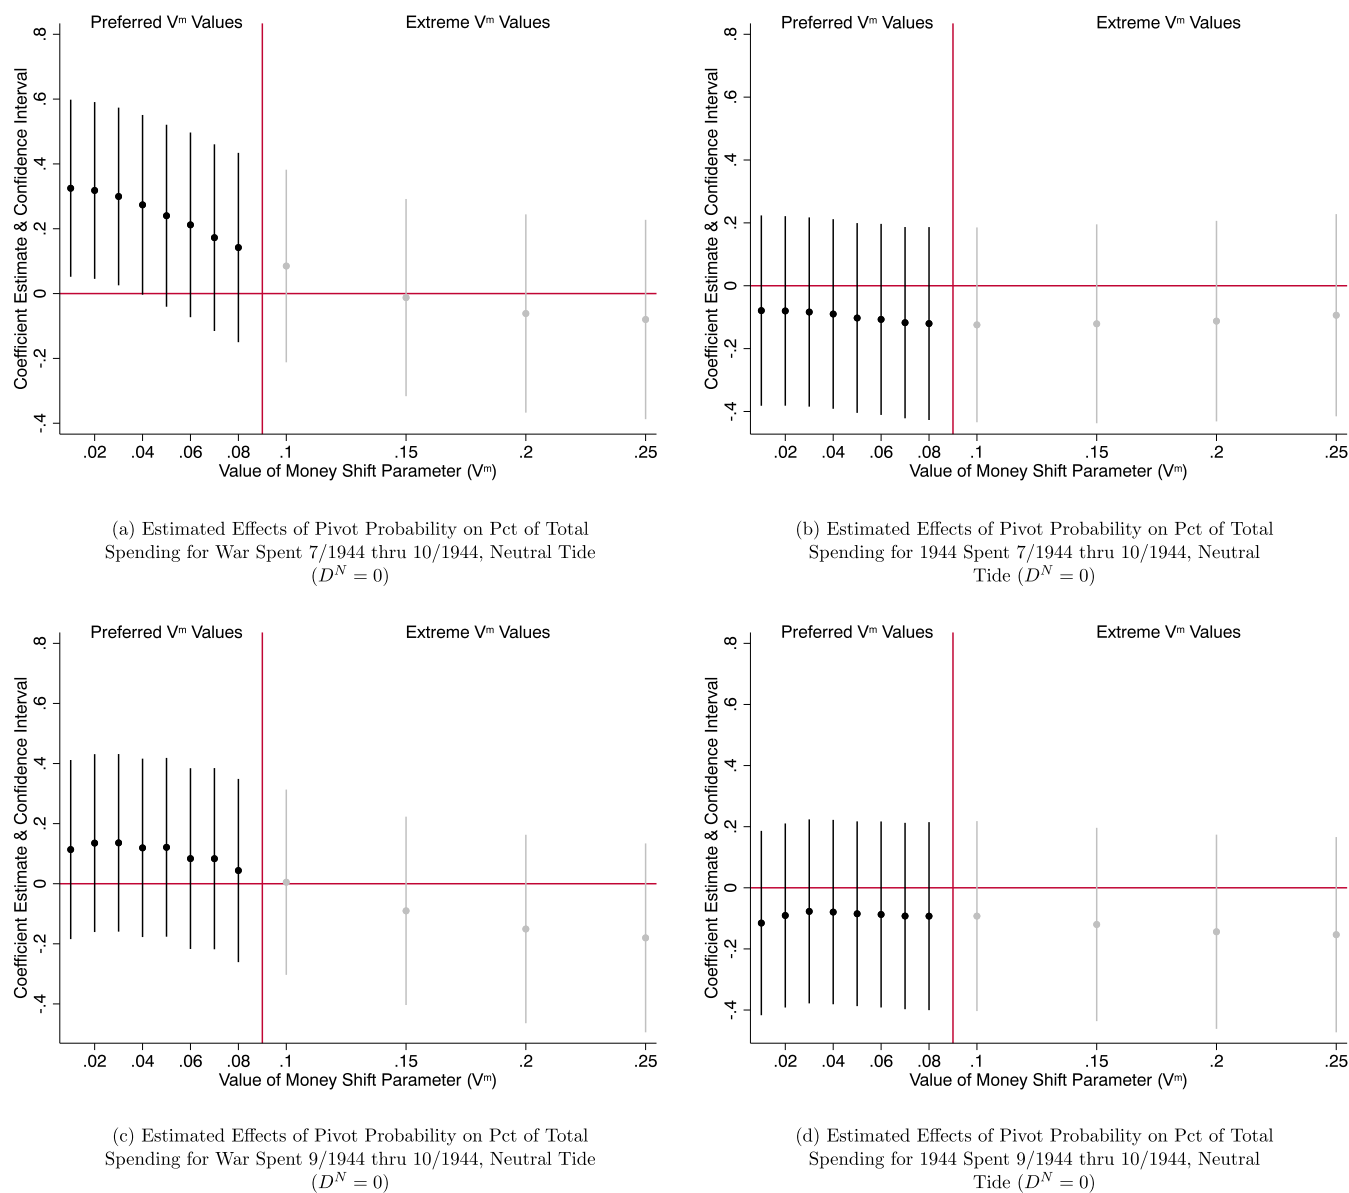 Preferred Vᵐ Values Extreme Vᵐ Values
Coefficient Estimate & Confidence Interval
.8
.6
.4
.2
0
-.2
-.4
.02 .04 .06 .08 .1 .15 .2 .25
Value of Money Shift Parameter (Vᵐ)
(a) Estimated Effects of Pivot Probability on Pct of Total
Spending for War Spent 7/1944 thru 10/1944, Neutral Tide
(Dᴺ = 0)
Preferred Vᵐ Values Extreme Vᵐ Values
Coefficient Estimate & Confidence Interval
.8
.6
.4
.2
0
-.2
-.4
.02 .04 .06 .08 .1 .15 .2 .25
Value of Money Shift Parameter (Vᵐ)
(b) Estimated Effects of Pivot Probability on Pct of Total
Spending for 1944 Spent 7/1944 thru 10/1944, Neutral
Tide (Dᴺ = 0)
Preferred Vᵐ Values Extreme Vᵐ Values
Coefficient Estimate & Confidence Interval
.8
.6
.4
.2
0
-.2
-.4
.02 .04 .06 .08 .1 .15 .2 .25
Value of Money Shift Parameter (Vᵐ)
(c) Estimated Effects of Pivot Probability on Pct of Total
Spending for War Spent 9/1944 thru 10/1944, Neutral Tide
(Dᴺ = 0)
Preferred Vᵐ Values Extreme Vᵐ Values
Coefficient Estimate & Confidence Interval
.8
.6
.4
.2
0
-.2
-.4
.02 .04 .06 .08 .1 .15 .2 .25
Value of Money Shift Parameter (Vᵐ)
(d) Estimated Effects of Pivot Probability on Pct of Total
Spending for 1944 Spent 9/1944 thru 10/1944, Neutral
Tide (Dᴺ = 0)